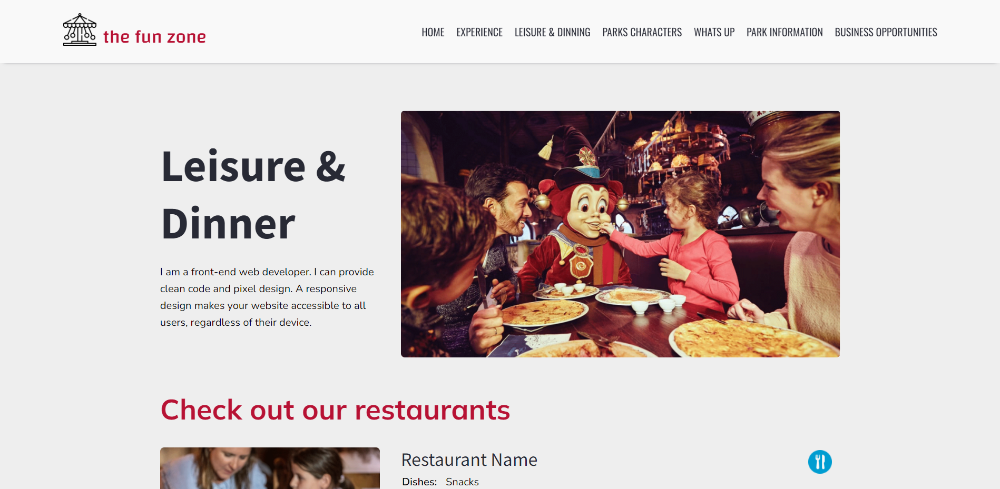 the fun zone
HOME EXPERIENCE LEISURE & DINNING PARKS CHARACTERS WHATS UP PARK INFORMATION BUSINESS OPPORTUNITIES
Leisure &
Dinner
I am a front-end web developer. I can provide
clean code and pixel design. A responsive
design makes your website accessible to all
users, regardless of their device.
Check out our restaurants
Restaurant Name
Dishes: Snacks